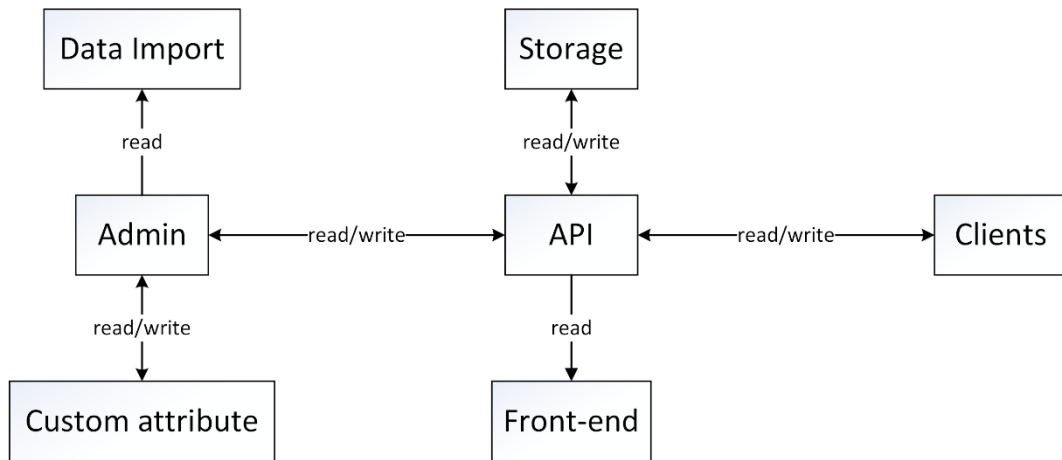 Data Import
Storage
read
read/write
Admin
read/write
API
read/write
Clients
read/write
read
Custom attribute
Front-end